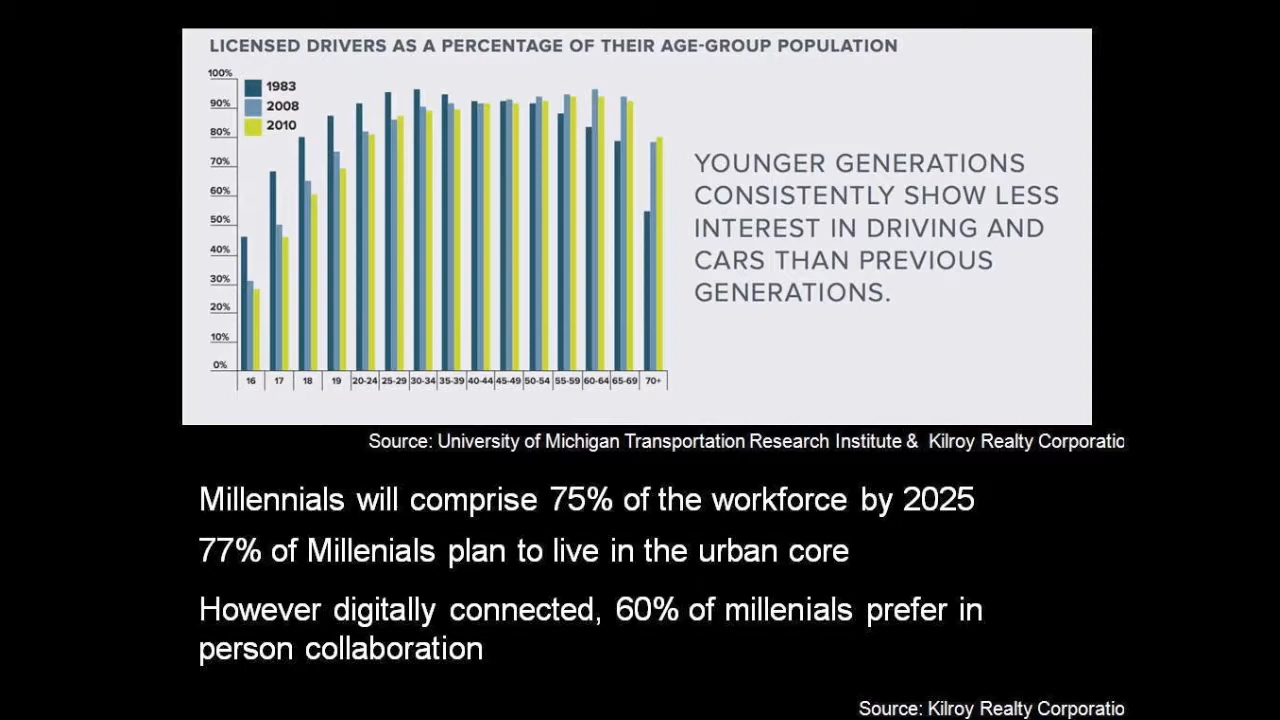 LICENSED DRIVERS AS A PERCENTAGE OF THEIR AGE-GROUP POPULATION
100%
90%
80%
70%
60%
50%
40%
30%
20%
10%
0%
1983
2008
2010
16 17 18 19 20-24 25-29 30-34 35-39 40-44 45-49 50-54 55-59 60-64 65-69 70+
YOUNGER GENERATIONS
CONSISTENTLY SHOW LESS
INTEREST IN DRIVING AND
CARS THAN PREVIOUS
GENERATIONS.
Source: University of Michigan Transportation Research Institute & Kilroy Realty Corporatio
Millennials will comprise 75% of the workforce by 2025
77% of Millenials plan to live in the urban core
However digitally connected, 60% of millenials prefer in
person collaboration
Source: Kilroy Realty Corporatio